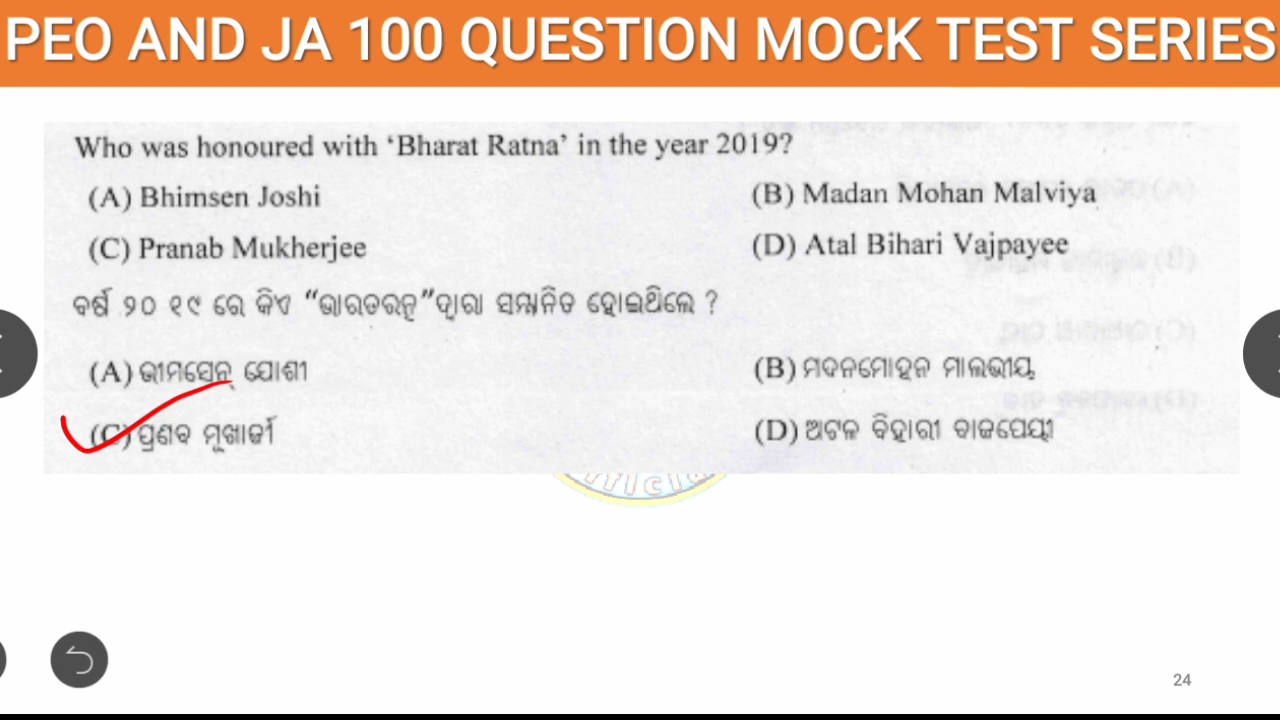 PEO AND JA 100 QUESTION MOCK TEST SERIES
Who was honoured with ‘Bharat Ratna’ in the year 2019?
(A) Bhimsen Joshi (B) Madan Mohan Malviya
(C) Pranab Mukherjee (D) Atal Bihari Vajpayee
ବର୍ଷ ୨୦୧୯ ରେ କିଏ “ଭାରତରତ୍ନ” ଦ୍ୱାରା ସମ୍ମାନିତ ହୋଇଥିଲେ ?
(A) ଭୀମସେନ୍ ଯୋଶୀ (B) ମଦନମୋହନ ମାଲଭୀୟ
(C) ପ୍ରଣବ ମୁଖାର୍ଜୀ (D) ଅଟଳ ବିହାରୀ ବାଜପେୟୀ
24